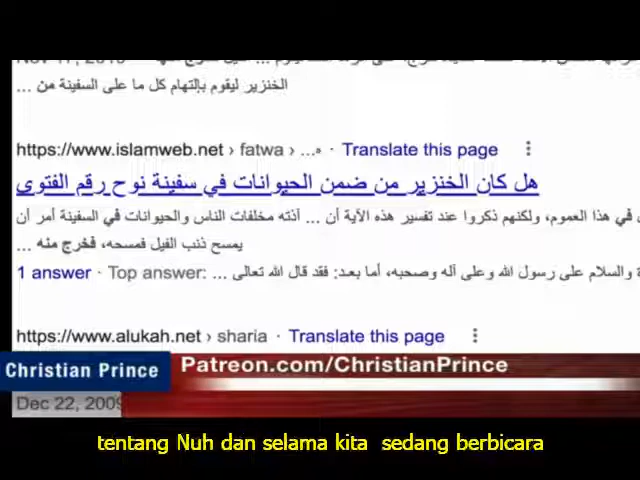 الخنزير ليقوم بإلتهام كل ما على السفينة من ...
https://www.islamweb.net › fatwa › ... · Translate this page
هل كان الخنزير من ضمن الحيوانات في سفينة نوح رقم الفتوى
في هذا العموم، ولكنهم ذكروا عند تفسير هذه الآية أن ... آذته مخلفات الناس والحيوانات في السفينة أمر أن
يمسح ذنب الفيل فمسحه، فخرج منه ...
1 answer · Top answer: والسلام على رسول الله وعلى آله وصحبه، أما بعد: فقد قال الله تعالى ...
https://www.alukah.net › sharia · Translate this page
Christian Prince
Patreon.com/ChristianPrince
Dec 22, 2009
tentang Nuh dan selama kita sedang berbicara